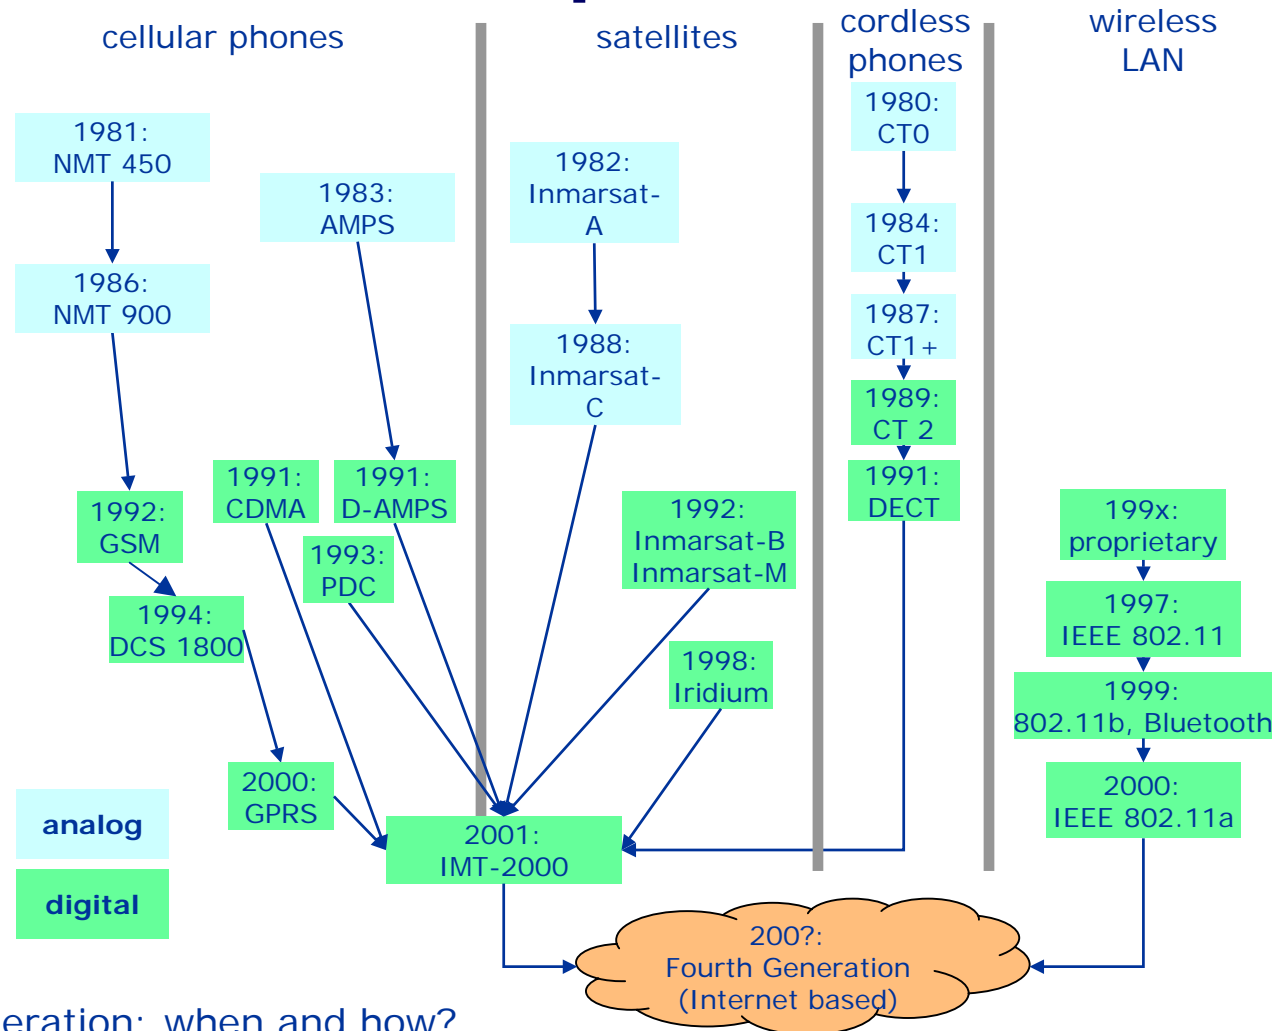 cellular phones
satellites
cordless
phones
wireless
LAN
1981:
NMT 450
1986:
NMT 900
1983:
AMPS
1992:
GSM
1994:
DCS 1800
1991:
CDMA
1991:
D-AMPS
1993:
PDC
2000:
GPRS
1982:
Inmarsat-
A
1988:
Inmarsat-
C
1992:
Inmarsat-B
Inmarsat-M
1998:
Iridium
1980:
CT0
1984:
CT1
1987:
CT1+
1989:
CT 2
1991:
DECT
199x:
proprietary
1997:
IEEE 802.11
1999:
802.11b, Bluetooth
2000:
IEEE 802.11a
analog
digital
2001:
IMT-2000
200?:
Fourth Generation
(Internet based)
eration: when and how?